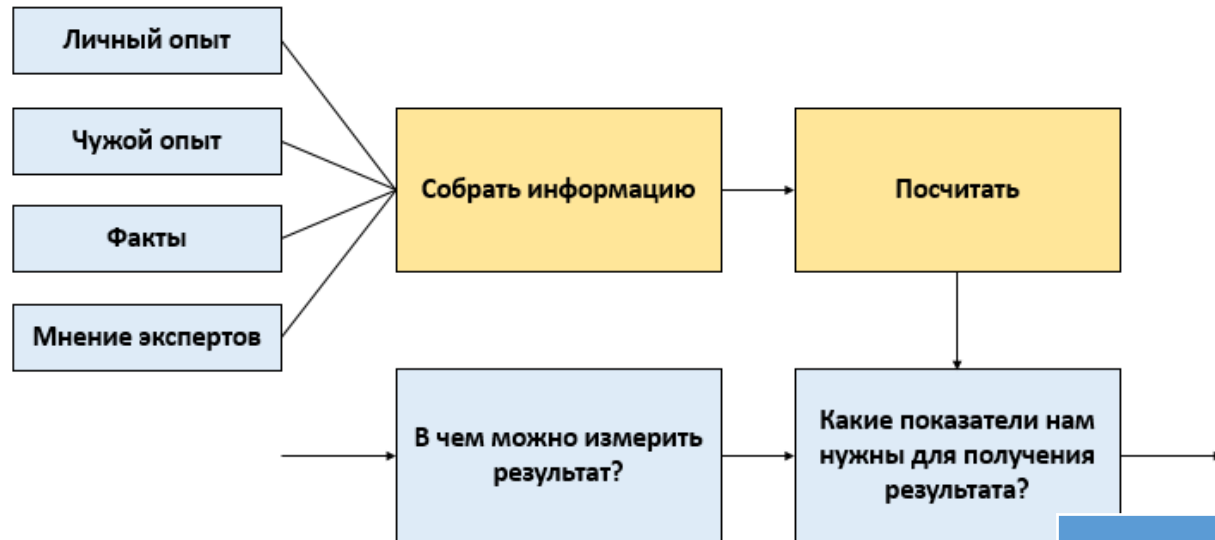 Личный опыт
Чужой опыт
Факты
Мнение экспертов
Собрать информацию
Посчитать
В чем можно измерить
результат?
Какие показатели нам
нужны для получения
результата?